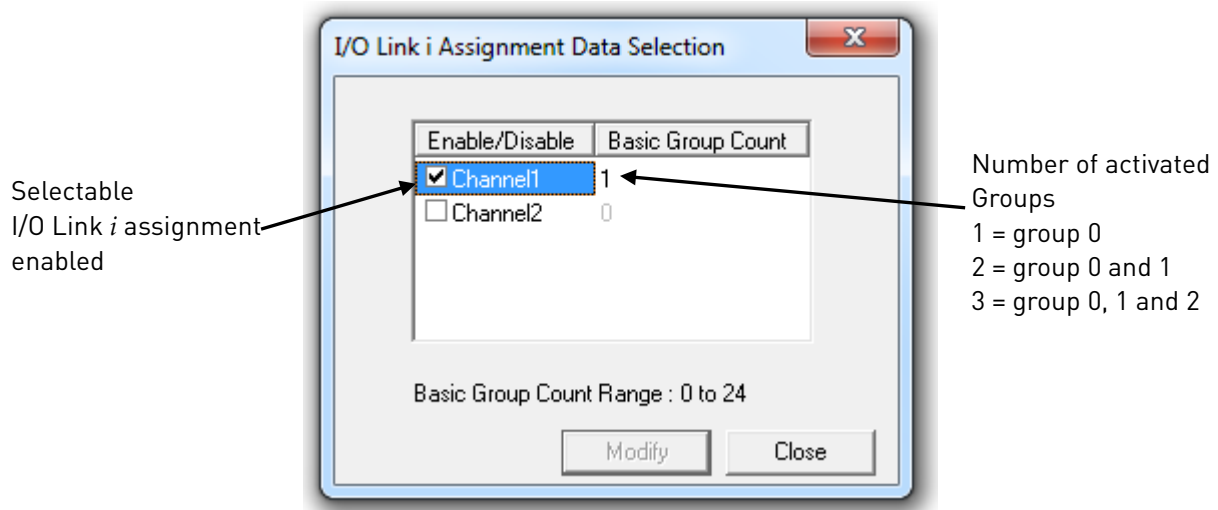 I/O Link i Assignment Data Selection
Enable/Disable Basic Group Count
Channel1 1
Channel2 0
Basic Group Count Range : 0 to 24
Modify Close
Selectable
I/O Link i assignment
enabled
Number of activated
Groups
1 = group 0
2 = group 0 and 1
3 = group 0, 1 and 2